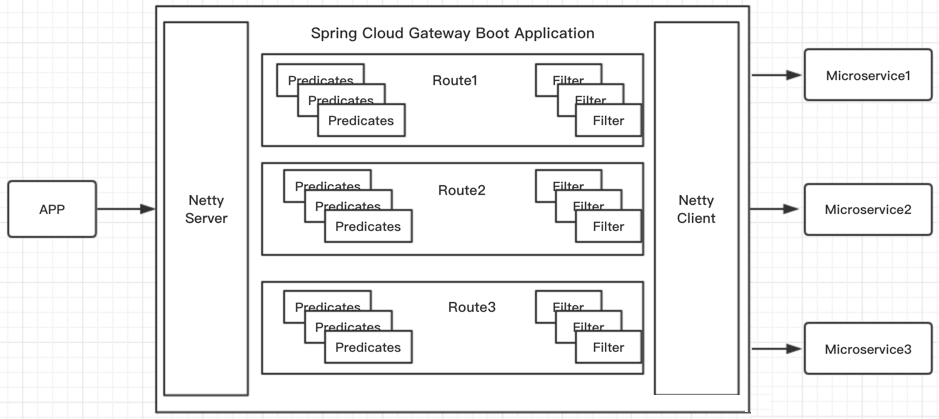 Spring Cloud Gateway Boot Application
APP
Netty
Server
Predicates
Predicates
Predicates
Route1
Filter
Filter
Filter
Predicates
Predicates
Predicates
Route2
Filter
Filter
Filter
Predicates
Predicates
Predicates
Route3
Filter
Filter
Filter
Netty
Client
Microservice1
Microservice2
Microservice3